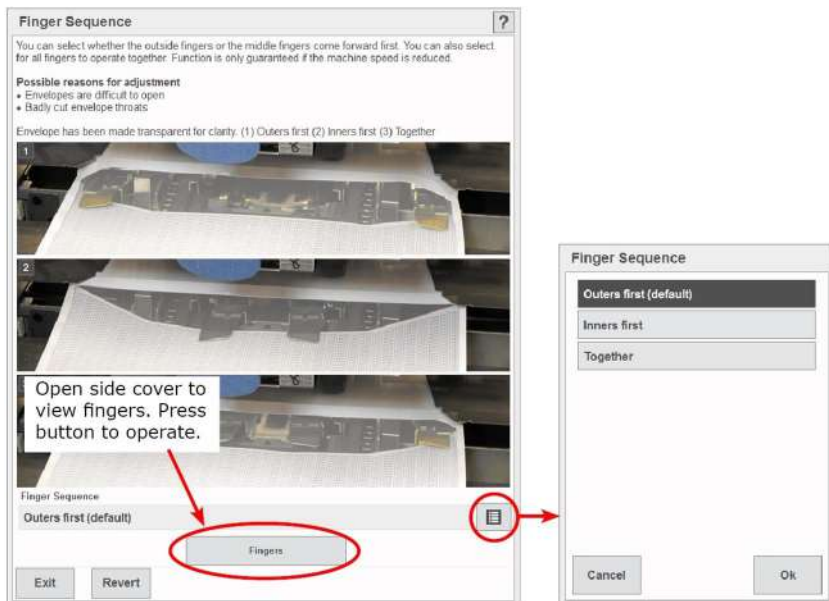 Finger Sequence
?
You can select whether the outside fingers or the middle fingers come forward first. You can also select
for all fingers to operate together. Function is only guaranteed if the machine speed is reduced.
Possible reasons for adjustment
• Envelopes are difficult to open
• Badly cut envelope throats
Envelope has been made transparent for clarity. (1) Outers first (2) Inners first (3) Together
1
2
Open side cover to
view fingers. Press
button to operate.
Finger Sequence
Outers first (default)
Fingers
Exit
Revert
Finger Sequence
Outers first (default)
Inners first
Together
Cancel
Ok